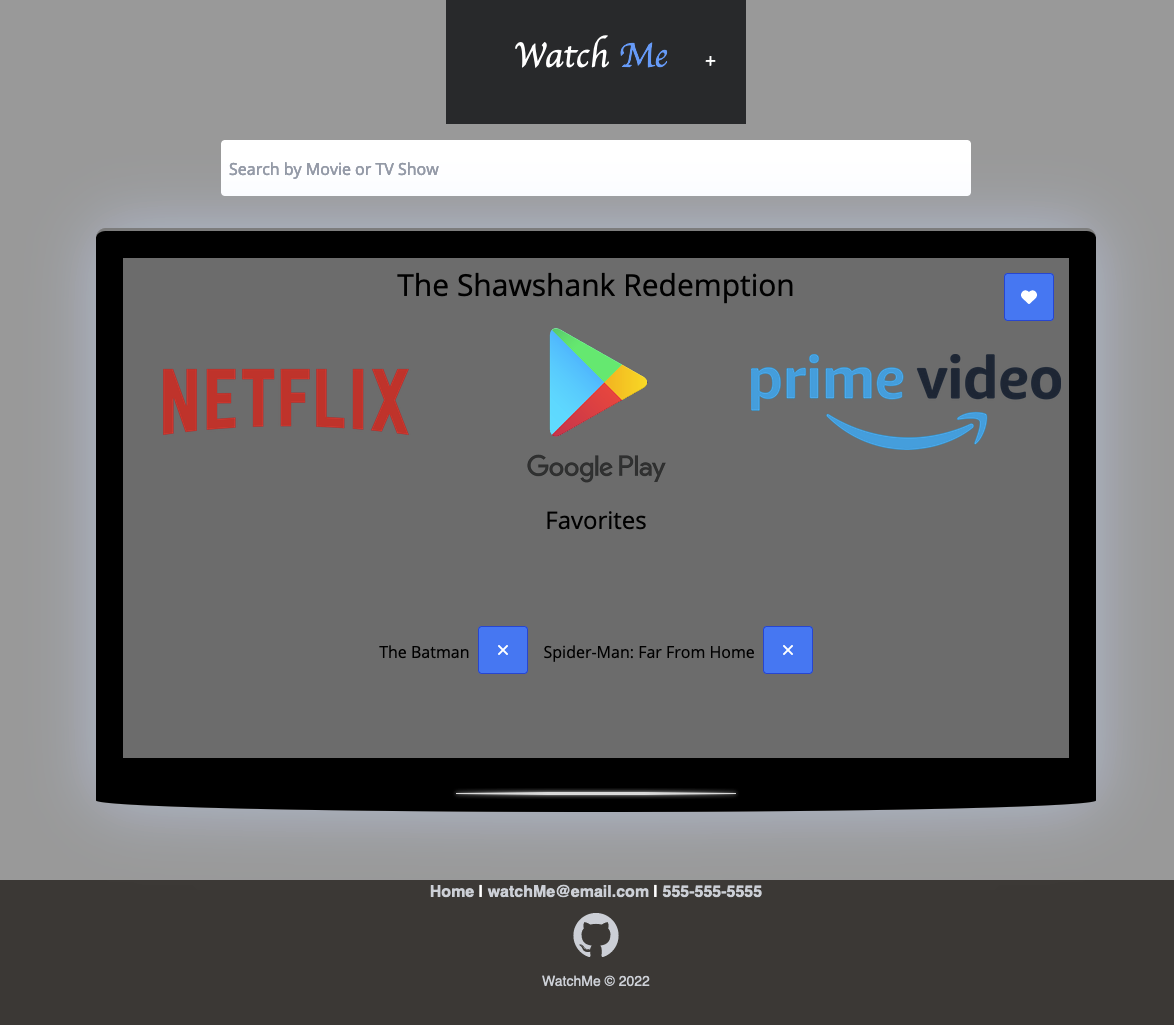 Watch Me +
Search by Movie or TV Show
The Shawshank Redemption
NETFLIX
Google Play
prime video
Favorites
The Batman × Spider-Man: Far From Home ×
Home | watchMe@email.com | 555-555-5555
WatchMe © 2022